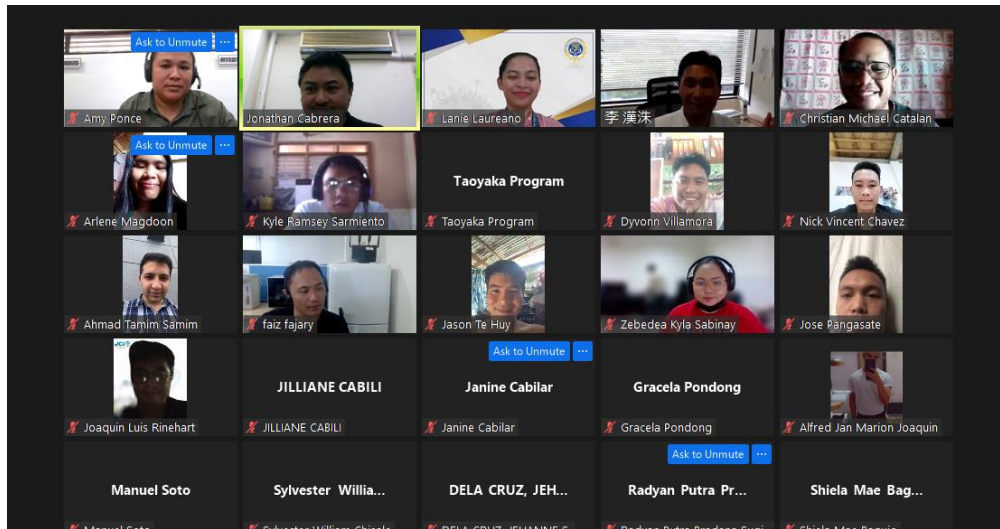 Ask to Unmute ...
Amy Ponce
Jonathan Cabrera
Lanie Laureano
李 漢洙
Christian Michael Catalan
Ask to Unmute ...
Arlene Magdoon
Kyle Ramsey Sarmiento
Taoyaka Program
Taoyaka Program
Dyvonn Villamora
Nick Vincent Chavez
Ahmad Tamim Samim
faiz fajary
Jason Te Huy
Zebedea Kyla Sabinay
Jose Pangasate
JCI
Joaquin Luis Rinehart
JILLIANE CABILI
JILLIANE CABILI
Ask to Unmute ...
Janine Cabilar
Janine Cabilar
Gracela Pondong
Gracela Pondong
Alfred Jan Marion Joaquin
Manuel Soto
Manuel Soto
Sylvester Willia...
DELA CRUZ, JEH...
Ask to Unmute ...
Radyan Putra Pr...
Shiela Mae Bag...